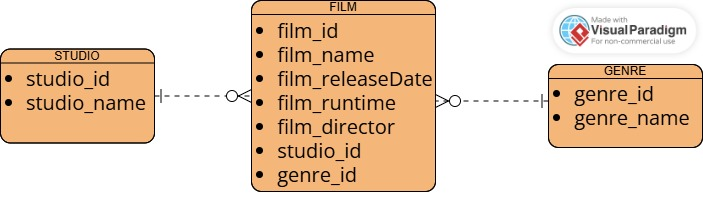 STUDIO
studio_id
studio_name
FILM
film_id
film_name
film_releaseDate
film_runtime
film_director
studio_id
genre_id
Made with
Visual Paradigm
For non-commercial use
GENRE
genre_id
genre_name